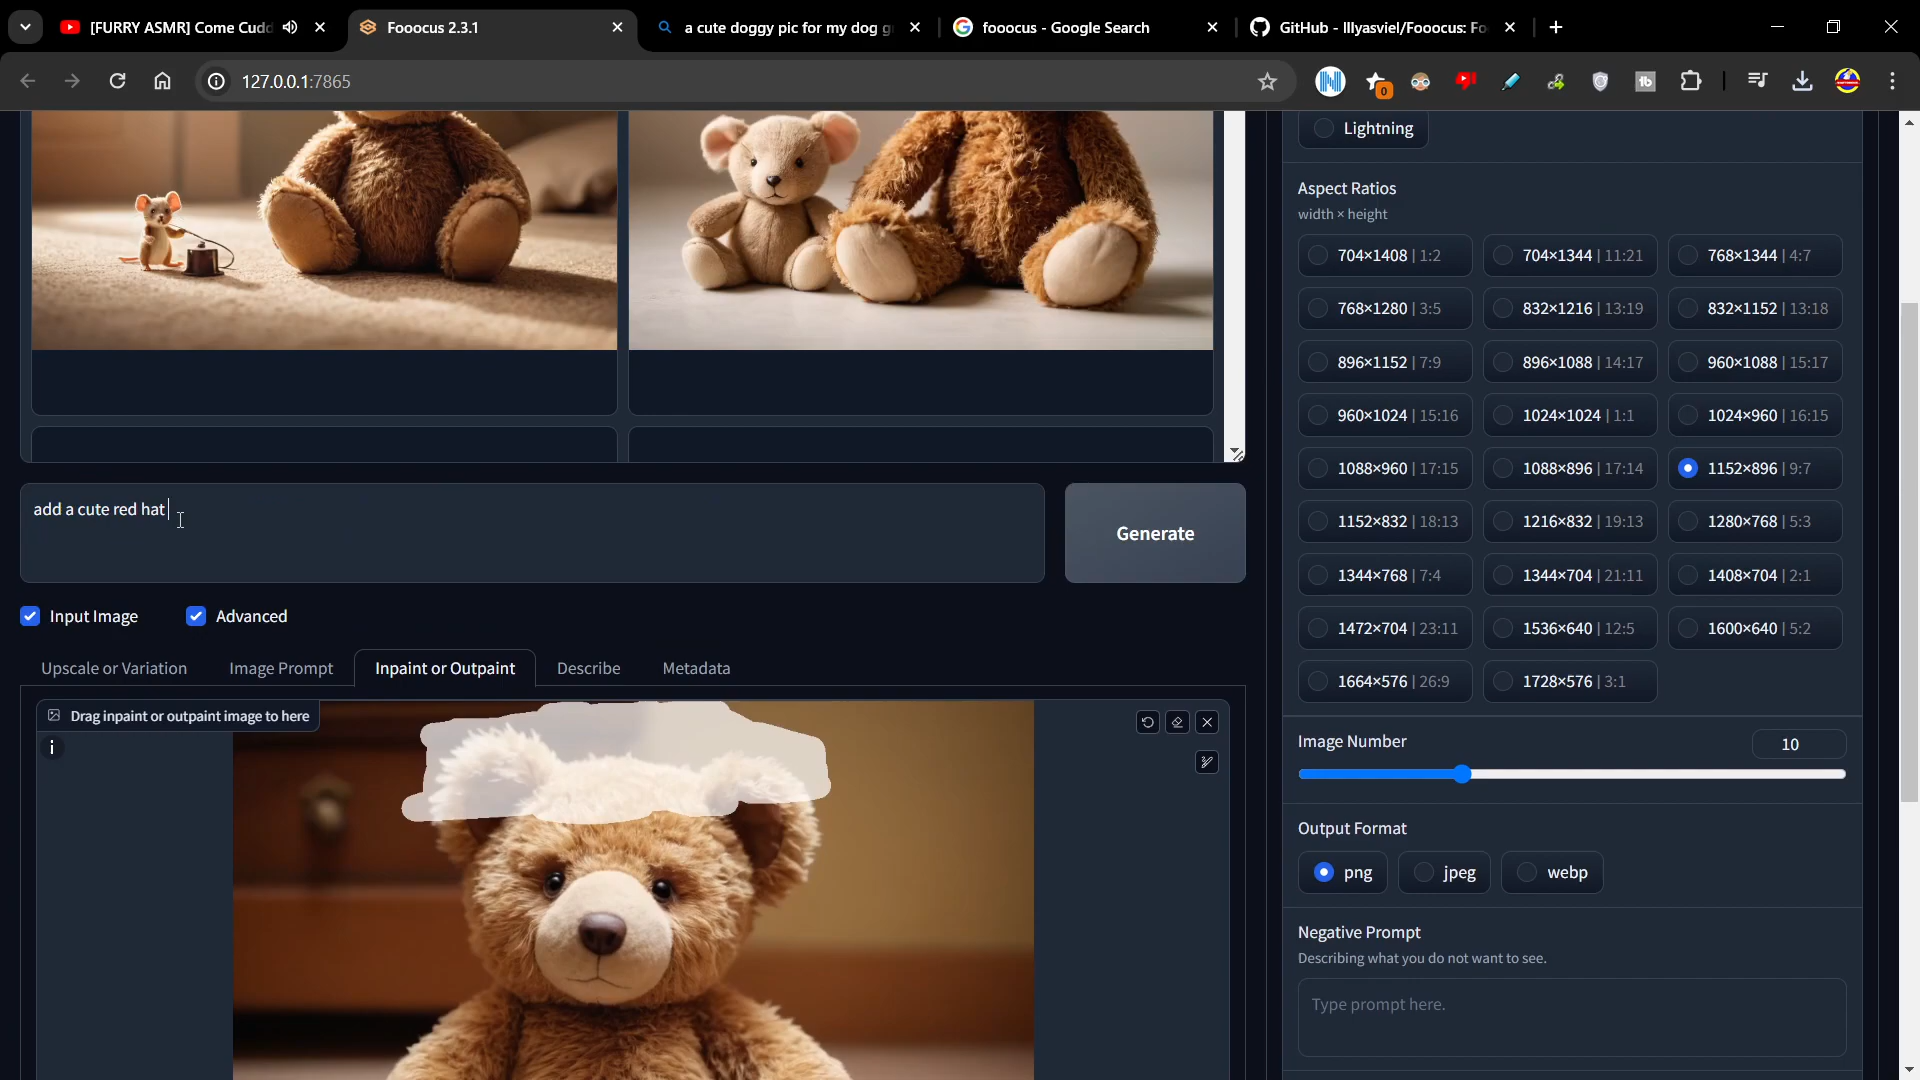 [FURRY ASMR] Come Cudd
Fooocus 2.3.1
a cute doggy pic for my dog g
fooocus - Google Search
GitHub - lllyasviel/Fooocus: Fo
127.0.0.1:7865
0
tb
Lightning
Aspect Ratios
width × height
704×1408 | 1:2
704×1344 | 11:21
768×1344 | 4:7
768×1280 | 3:5
832×1216 | 13:19
832×1152 | 13:18
896×1152 | 7:9
896×1088 | 14:17
960×1088 | 15:17
960×1024 | 15:16
1024×1024 | 1:1
1024×960 | 16:15
1088×960 | 17:15
1088×896 | 17:14
1152×896 | 9:7
1152×832 | 18:13
1216×832 | 19:13
1280×768 | 5:3
1344×768 | 7:4
1344×704 | 21:11
1408×704 | 2:1
1472×704 | 23:11
1536×640 | 12:5
1600×640 | 5:2
1664×576 | 26:9
1728×576 | 3:1
add a cute red hat
Generate
Input Image
Advanced
Upscale or Variation
Image Prompt
Inpaint or Outpaint
Describe
Metadata
Drag inpaint or outpaint image to here
Image Number
10
Output Format
png
jpeg
webp
Negative Prompt
Describing what you do not want to see.
Type prompt here.